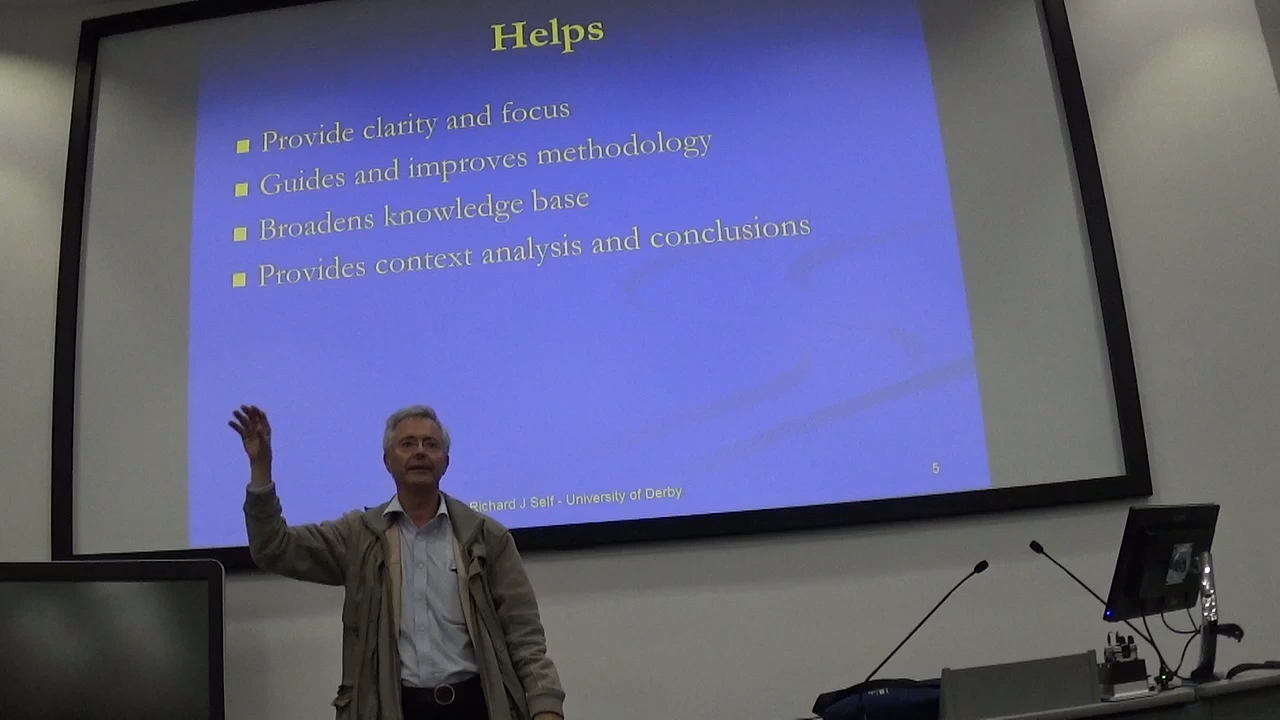 Helps
Provide clarity and focus
Guides and improves methodology
Broadens knowledge base
Provides context analysis and conclusions
Richard J Self - University of Derby
5